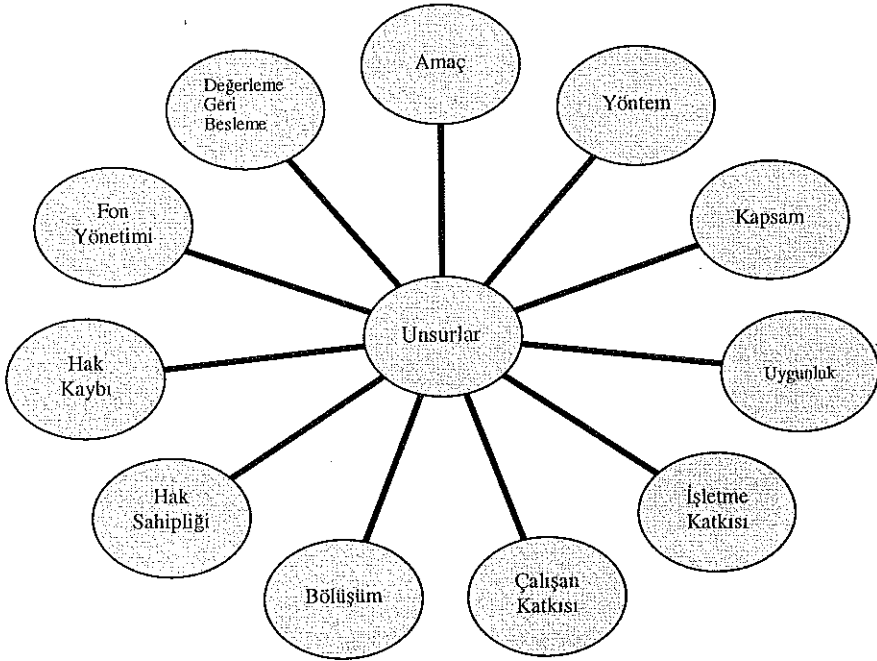 Amaç
Yöntem
Kapsam
Uygunluk
İşletme
Katkısı
Çalışan
Katkısı
Bölüşüm
Hak
Sahipliği
Hak
Kaybı
Fon
Yönetimi
Değerleme
Geri
Besleme
Unsurlar